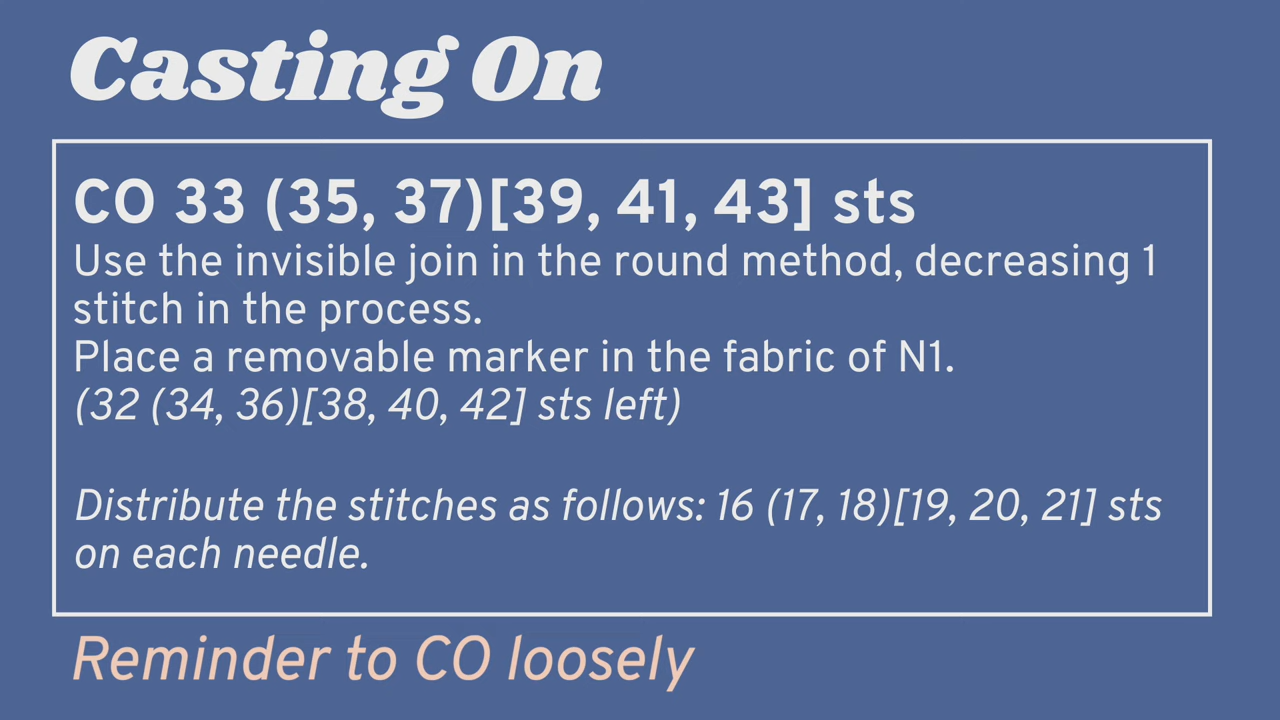 Casting On
CO 33 (35, 37)[39, 41, 43] sts
Use the invisible join in the round method, decreasing 1
stitch in the process.
Place a removable marker in the fabric of N1.
(32 (34, 36)[38, 40, 42] sts left)
Distribute the stitches as follows: 16 (17, 18)[19, 20, 21] sts
on each needle.
Reminder to CO loosely